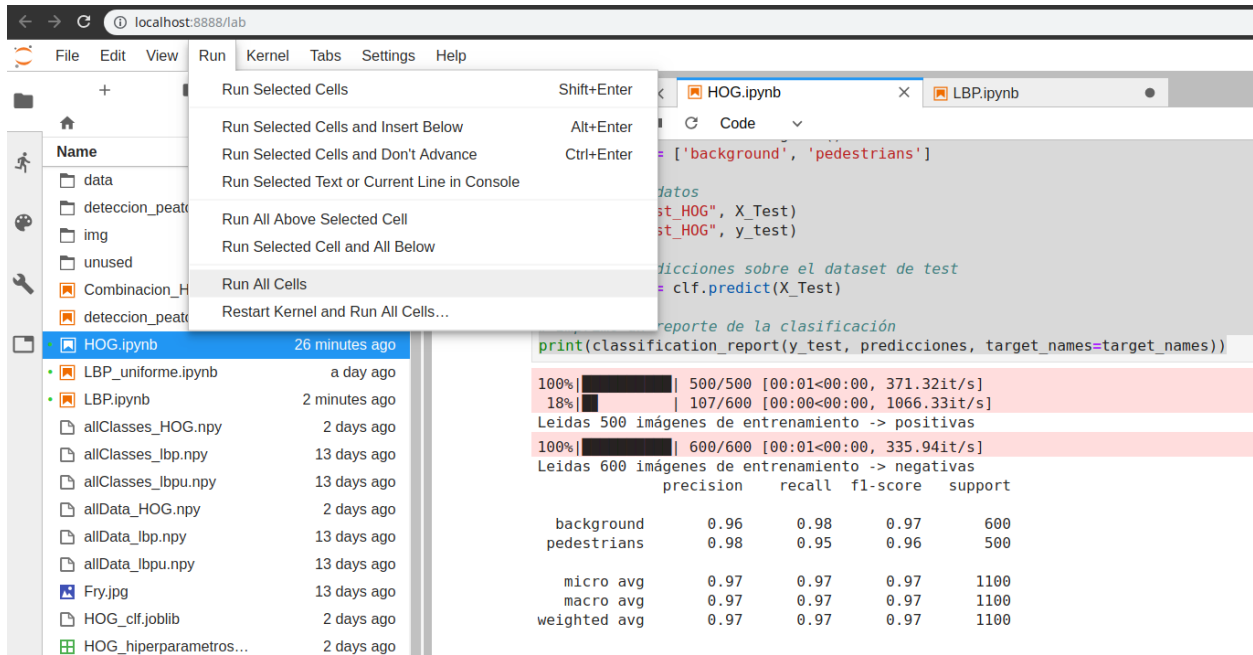 localhost:8888/lab
File Edit View Run Kernel Tabs Settings Help
Run Selected Cells Shift+Enter
Run Selected Cells and Insert Below Alt+Enter
Run Selected Cells and Don't Advance Ctrl+Enter
Run Selected Text or Current Line in Console
Run All Above Selected Cell
Run Selected Cell and All Below
Run All Cells
Restart Kernel and Run All Cells…
Name
data
img
unused
Combinacion_H
HOG.ipynb 26 minutes ago
LBP_uniforme.ipynb a day ago
LBP.ipynb 2 minutes ago
allClasses_HOG.npy 2 days ago
allClasses_lbp.npy 13 days ago
allClasses_lbpu.npy 13 days ago
allData_HOG.npy 2 days ago
allData_lbp.npy 13 days ago
allData_lbpu.npy 13 days ago
Fry.jpg 13 days ago
HOG_clf.joblib 2 days ago
HOG_hiperparametros… 2 days ago
HOG.ipynb LBP.ipynb
Code
= ['background', 'pedestrians']
datos
st_HOG", X_Test)
st_HOG", y_test)
dicciones sobre el dataset de test
= clf.predict(X_Test)
reporte de la clasificación
print(classification_report(y_test, predicciones, target_names=target_names))
100%| | 500/500 [00:01<00:00, 371.32it/s]
18%| | 107/600 [00:00<00:00, 1066.33it/s]
Leidas 500 imágenes de entrenamiento -> positivas
100%| | 600/600 [00:01<00:00, 335.94it/s]
Leidas 600 imágenes de entrenamiento -> negativas
precision recall f1-score support
background 0.96 0.98 0.97 600
pedestrians 0.98 0.95 0.96 500
micro avg 0.97 0.97 0.97 1100
macro avg 0.97 0.97 0.97 1100
weighted avg 0.97 0.97 0.97 1100